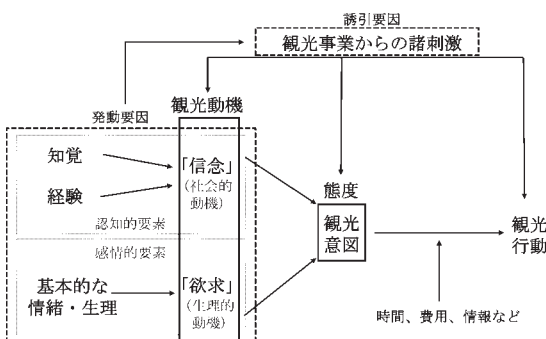 誘引要因
観光事業からの諸刺激
発動要因
観光動機
知覚
「信念」
(社会的
動機)
経験
認知的要素
感情的要素
基本的な
情緒・生理
「欲求」
(生理的
動機)
態度
観光
意図
観光
行動
時間、費用、情報など